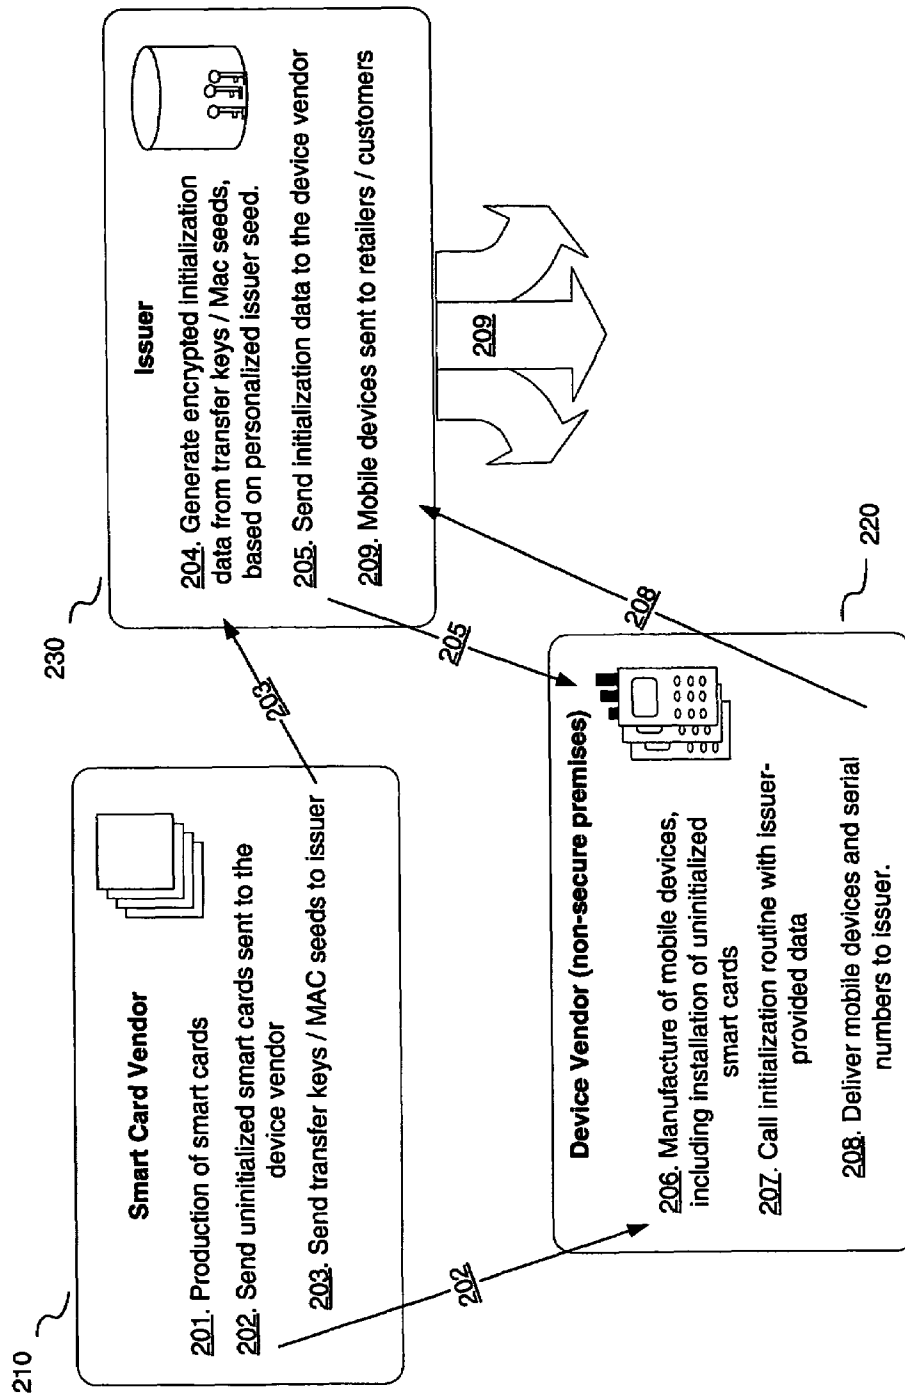 210
Smart Card Vendor
201. Production of smart cards
202. Send uninitialized smart cards sent to the
device vendor
203. Send transfer keys / MAC seeds to issuer
203
202
230
Issuer
204. Generate encrypted initialization
data from transfer keys / Mac seeds,
based on personalized issuer seed.
205. Send initialization data to the device vendor
209. Mobile devices sent to retailers / customers
209
205
208
220
Device Vendor (non-secure premises)
206. Manufacture of mobile devices,
including installation of uninitialized
smart cards
207. Call initialization routine with issuer-
provided data
208. Deliver mobile devices and serial
numbers to issuer.